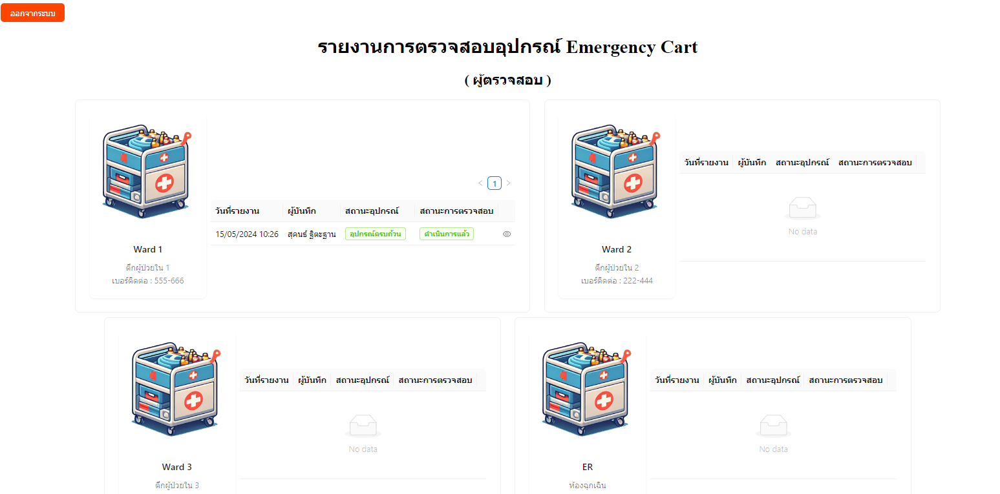 ออกจากระบบ
รายงานการตรวจสอบอุปกรณ์ Emergency Cart
( ผู้ตรวจสอบ )
1
วันที่รายงาน ผู้บันทึก สถานะอุปกรณ์ สถานะการตรวจสอบ
15/05/2024 10:26 สุคนธ์ ฐิตะฐาน อุปกรณ์ครบถ้วน ดำเนินการแล้ว
Ward 1
ตึกผู้ป่วยใน 1
เบอร์ติดต่อ : 555-666
วันที่รายงาน ผู้บันทึก สถานะอุปกรณ์ สถานะการตรวจสอบ
No data
Ward 2
ตึกผู้ป่วยใน 2
เบอร์ติดต่อ : 222-444
วันที่รายงาน ผู้บันทึก สถานะอุปกรณ์ สถานะการตรวจสอบ
No data
Ward 3
ตึกผู้ป่วยใน 3
วันที่รายงาน ผู้บันทึก สถานะอุปกรณ์ สถานะการตรวจสอบ
No data
ER
ห้องฉุกเฉิน